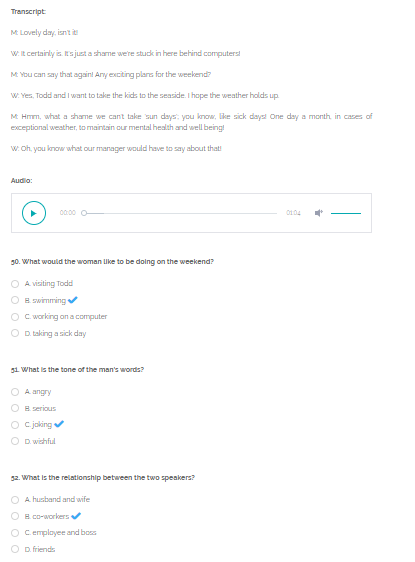 Transcript:
M: Lovely day, isn't it!
W: It certainly is. It's just a shame we're stuck in here behind computers!
M: You can say that again! Any exciting plans for the weekend?
W: Yes, Todd and I want to take the kids to the seaside. I hope the weather holds up.
M: Hmm, what a shame we can't take 'sun days'; you know, like sick days! One day a month, in cases of
exceptional weather, to maintain our mental health and well being!
W: Oh, you know what our manager would have to say about that!
Audio:
00:00 01:04
50. What would the woman like to be doing on the weekend?
A. visiting Todd
B. swimming
C. working on a computer
D. taking a sick day
51. What is the tone of the man's words?
A. angry
B. serious
C. joking
D. wishful
52. What is the relationship between the two speakers?
A. husband and wife
B. co-workers
C. employee and boss
D. friends